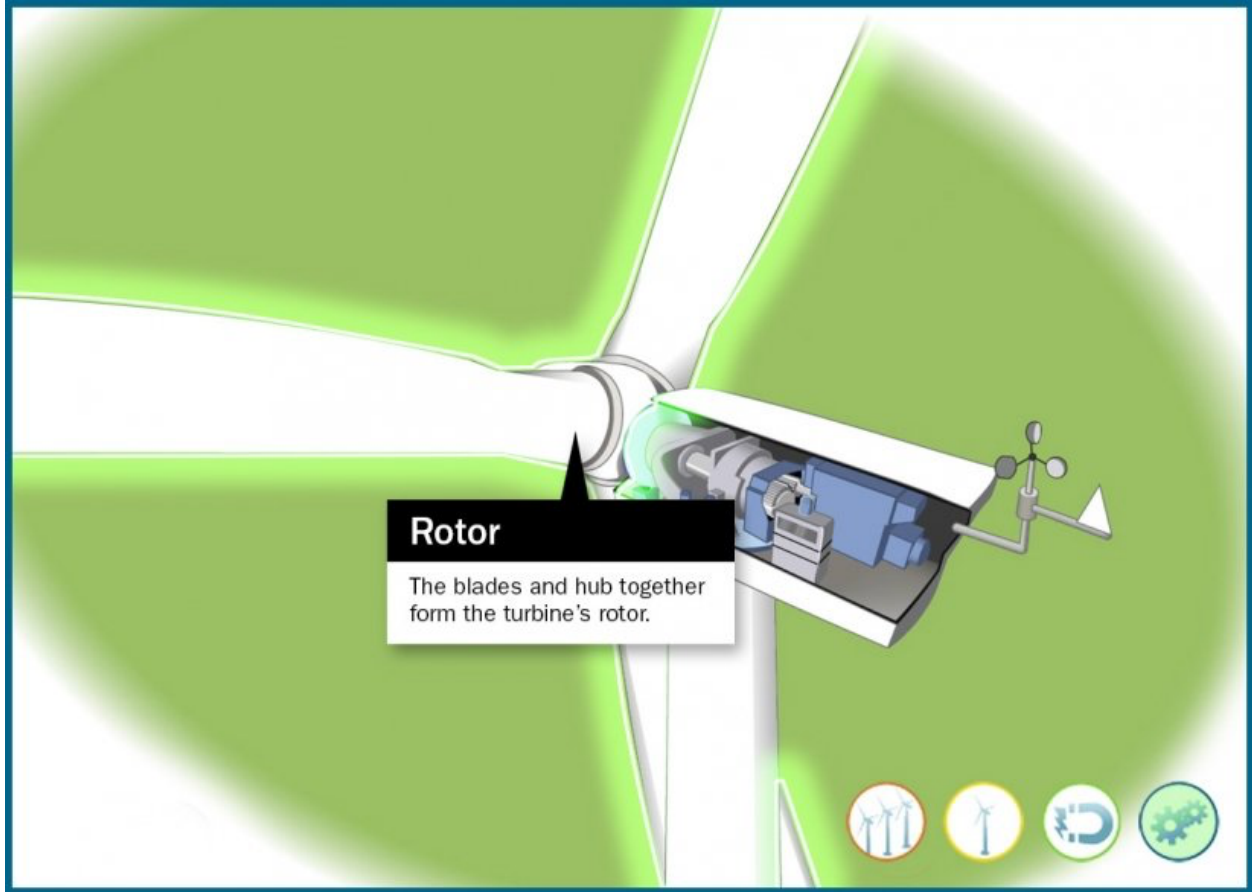 Rotor
The blades and hub together
form the turbine’s rotor.